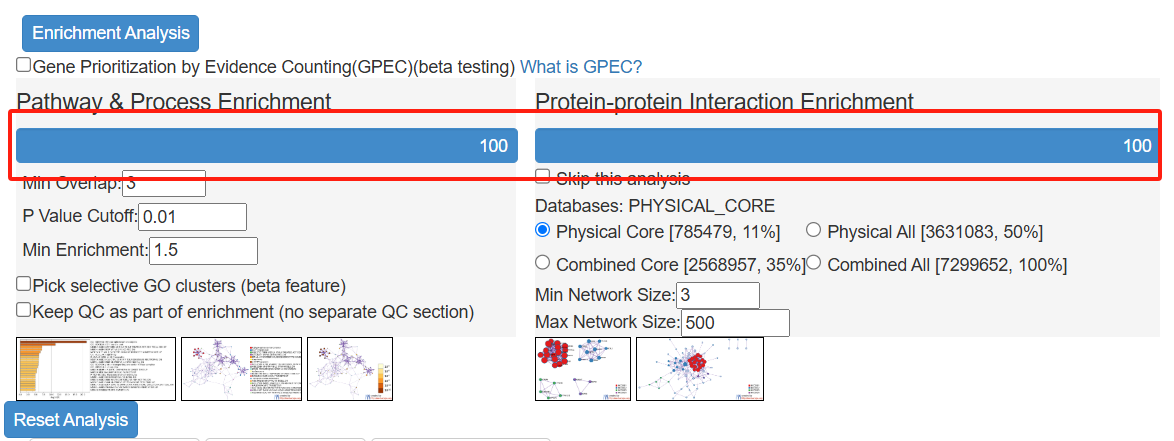 Enrichment Analysis
Gene Prioritization by Evidence Counting(GPEC)(beta testing) What is GPEC?
Pathway & Process Enrichment
100
Min Overlap: 3
P Value Cutoff: 0.01
Min Enrichment: 1.5
Pick selective GO clusters (beta feature)
Keep QC as part of enrichment (no separate QC section)
Protein-protein Interaction Enrichment
100
Skip this analysis
Databases: PHYSICAL_CORE
Physical Core [785479, 11%] Physical All [3631083, 50%]
Combined Core [2568957, 35%] Combined All [7299652, 100%]
Min Network Size: 3
Max Network Size: 500
Reset Analysis